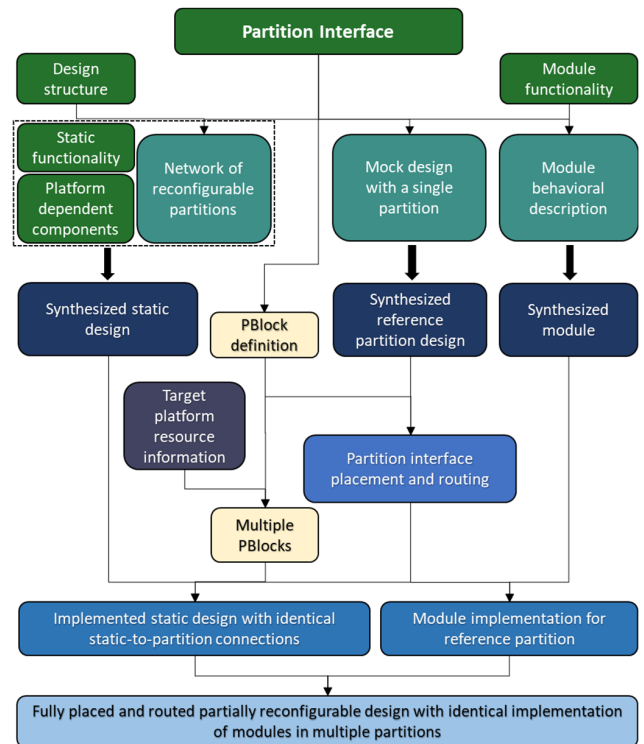 Partition Interface
Design
structure
Module
functionality
Static
functionality
Platform
dependent
components
Network of
reconfigurable
partitions
Mock design
with a single
partition
Module
behavioral
description
Synthesized static
design
PBlock
definition
Synthesized
reference
partition design
Synthesized
module
Target
platform
resource
information
Partition interface
placement and routing
Multiple
PBlocks
Implemented static design with identical
static-to-partition connections
Module implementation for
reference partition
Fully placed and routed partially reconfigurable design with identical implementation
of modules in multiple partitions